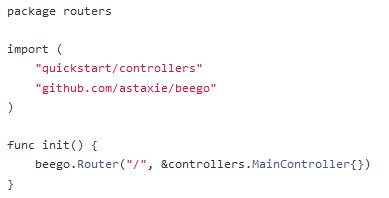 package routers
import (
"quickstart/controllers"
"github.com/astaxie/beego"
)
func init() {
beego.Router("/", &controllers.MainController{})
}